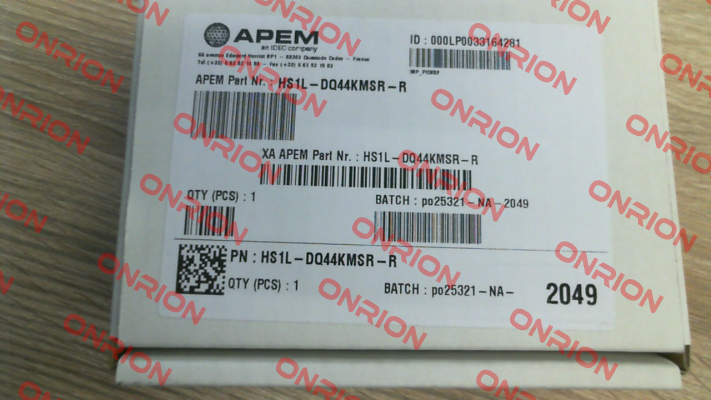 APEM
an IDEC company
ID : 000LP0033164281
APEM Part Nr. : HS1L-DQ44KMSR-R
XA APEM Part Nr. : HS1L-DQ44KMSR-R
QTY (PCS) : 1
BATCH : po25321-NA-2049
PN : HS1L-DQ44KMSR-R
QTY (PCS) : 1
BATCH : po25321-NA-
2049
ONRION